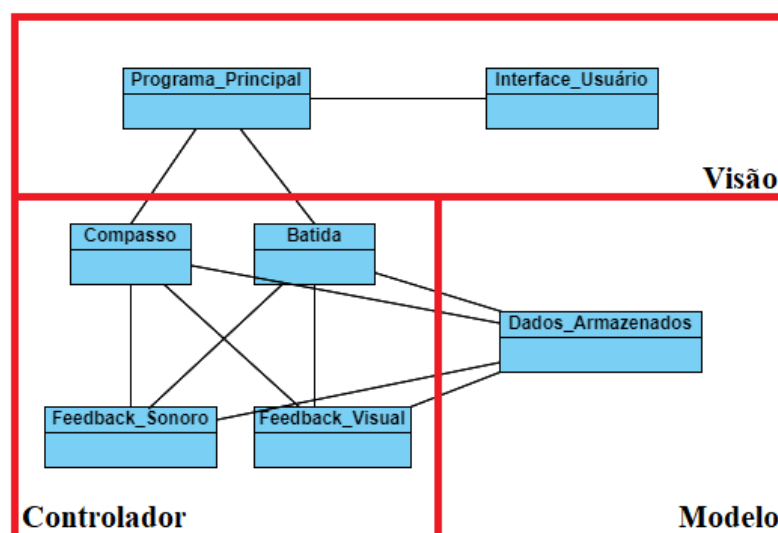 Programa_Principal
Interface_Usuário
Visão
Compasso
Batida
Dados_Armazenados
Feedback_Sonoro
Feedback_Visual
Controlador
Modelo